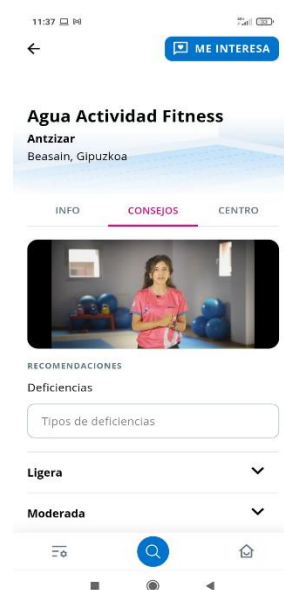 11:37
ME INTERESA
Agua Actividad Fitness
Antzizar
Beasain, Gipuzkoa
INFO CONSEJOS CENTRO
RECOMENDACIONES
Deficiencias
Tipos de deficiencias
Ligera
Moderada